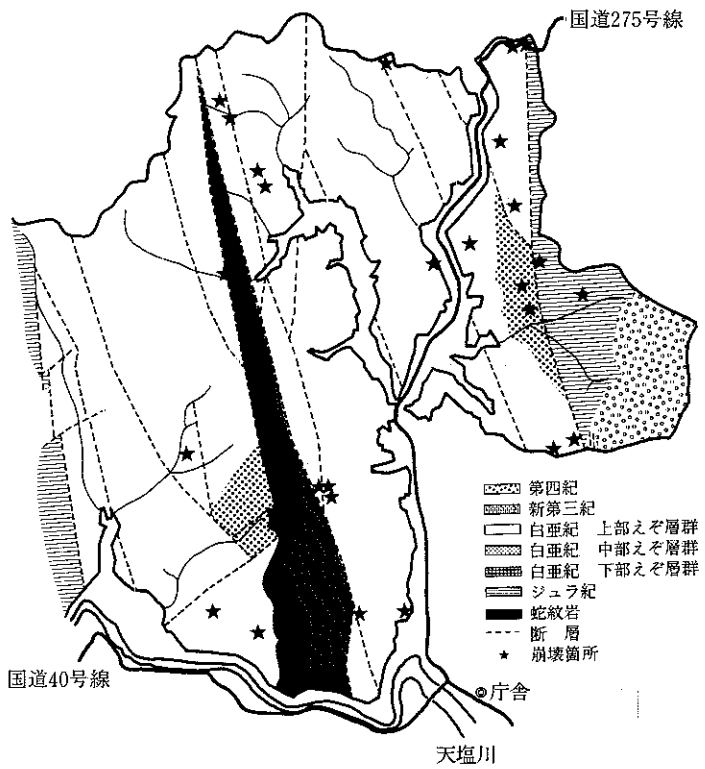 国道275号線
第四紀
新第三紀
白亜紀 上部えぞ層群
白亜紀 中部えぞ層群
白亜紀 下部えぞ層群
ジュラ紀
蛇紋岩
断層
崩壊箇所
国道40号線
庁舎
天塩川